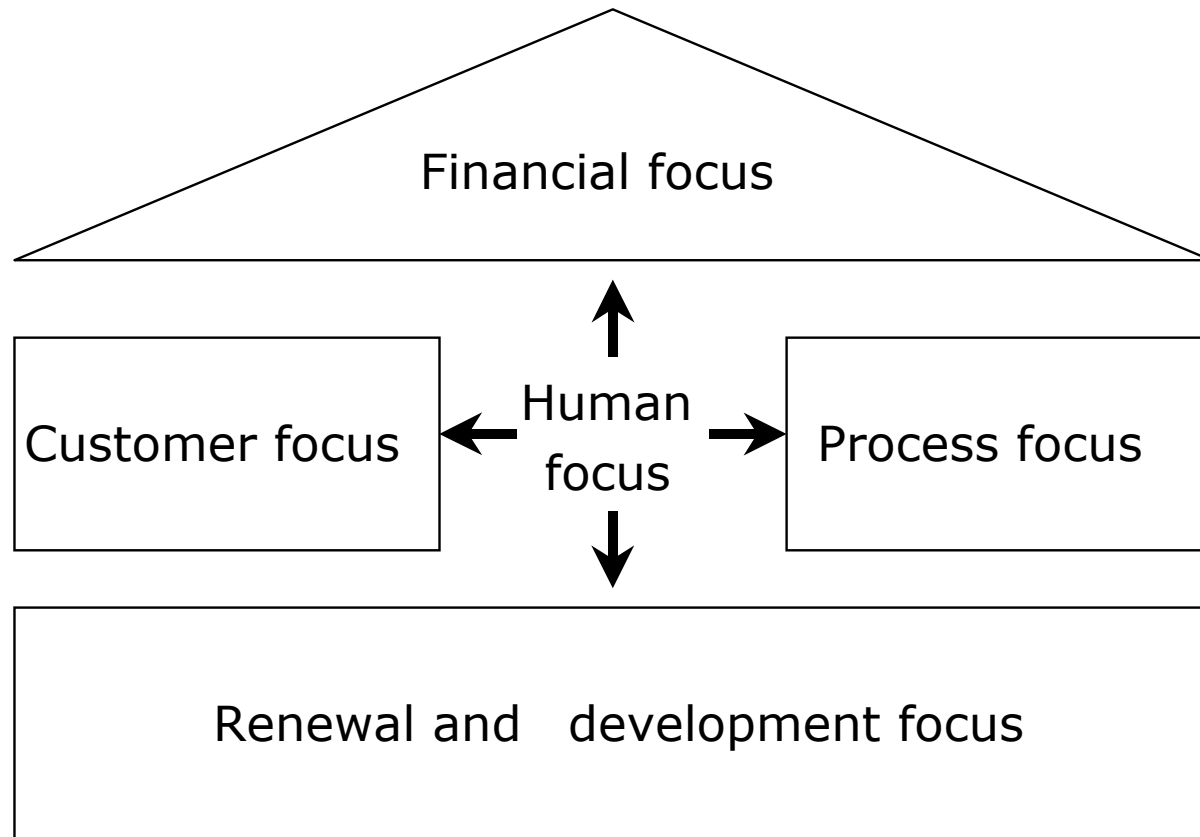 Financial focus
Human
focus
Customer focus
Process focus
Renewal and development focus